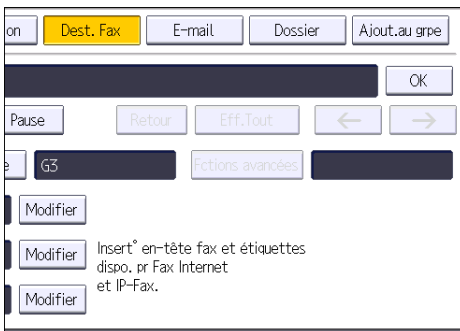 on Dest. Fax E-mail Dossier Ajout.au grpe
OK
Pause Retour Eff.Tout ← →
e G3 Fctions avancées
Modifier
Modifier Insert° en-tête fax et étiquettes
dispo. pr Fax Internet
et IP-Fax.
Modifier